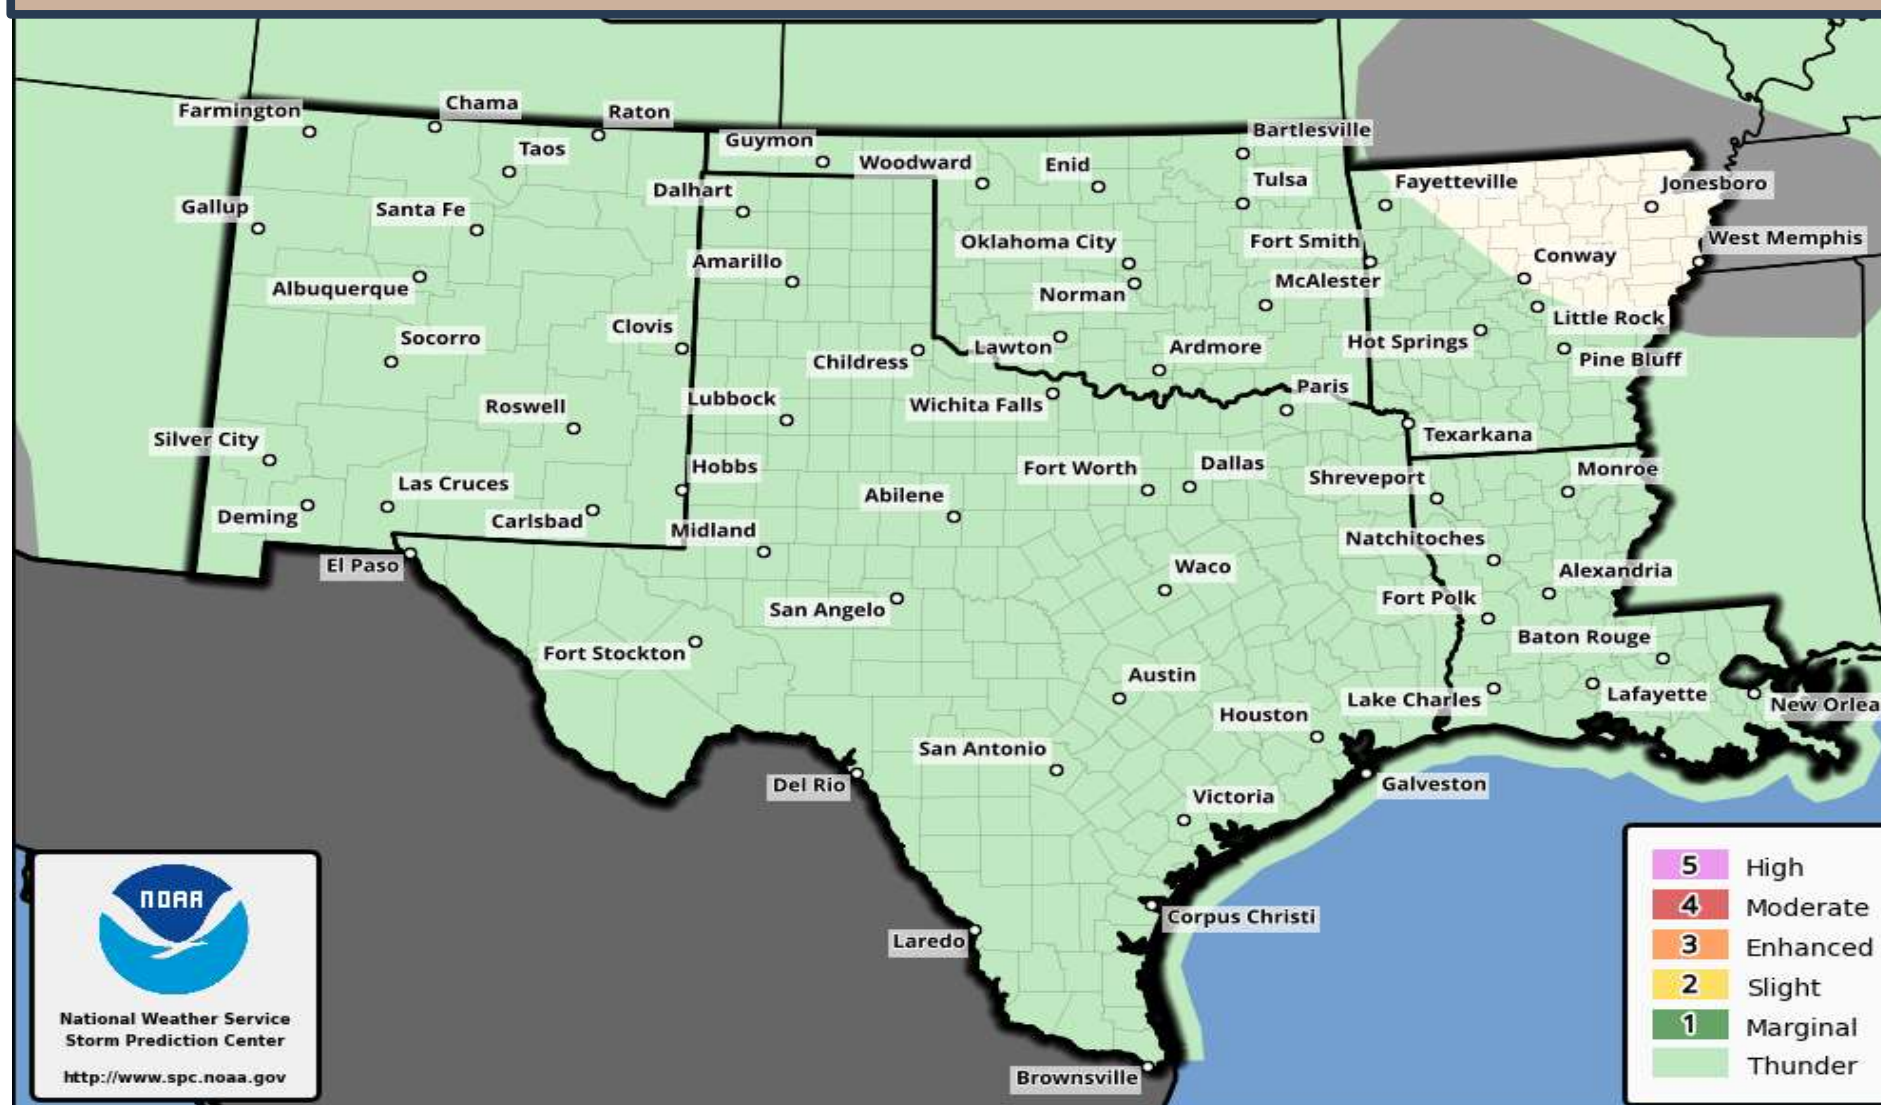 Farmington
Chama
Raton
Taos
Guymon
Woodward
Enid
Bartlesville
Tulsa
Dalhart
Fayetteville
Jonesboro
Gallup
Santa Fe
Oklahoma City
Fort Smith
West Memphis
Amarillo
Conway
Albuquerque
Norman
McAlester
Little Rock
Socorro
Clovis
Childress
Lawton
Ardmore
Hot Springs
Pine Bluff
Roswell
Lubbock
Wichita Falls
Paris
Silver City
Texarkana
Las Cruces
Hobbs
Fort Worth
Dallas
Shreveport
Monroe
Deming
Carlsbad
Midland
Abilene
Natchitoches
El Paso
Waco
Alexandria
San Angelo
Fort Polk
Fort Stockton
Baton Rouge
Austin
Lake Charles
Lafayette
New Orlea
Houston
San Antonio
Del Rio
Galveston
Victoria
Corpus Christi
Laredo
Brownsville
NOAA
National Weather Service
Storm Prediction Center
http://www.spc.noaa.gov
5 High
4 Moderate
3 Enhanced
2 Slight
1 Marginal
Thunder